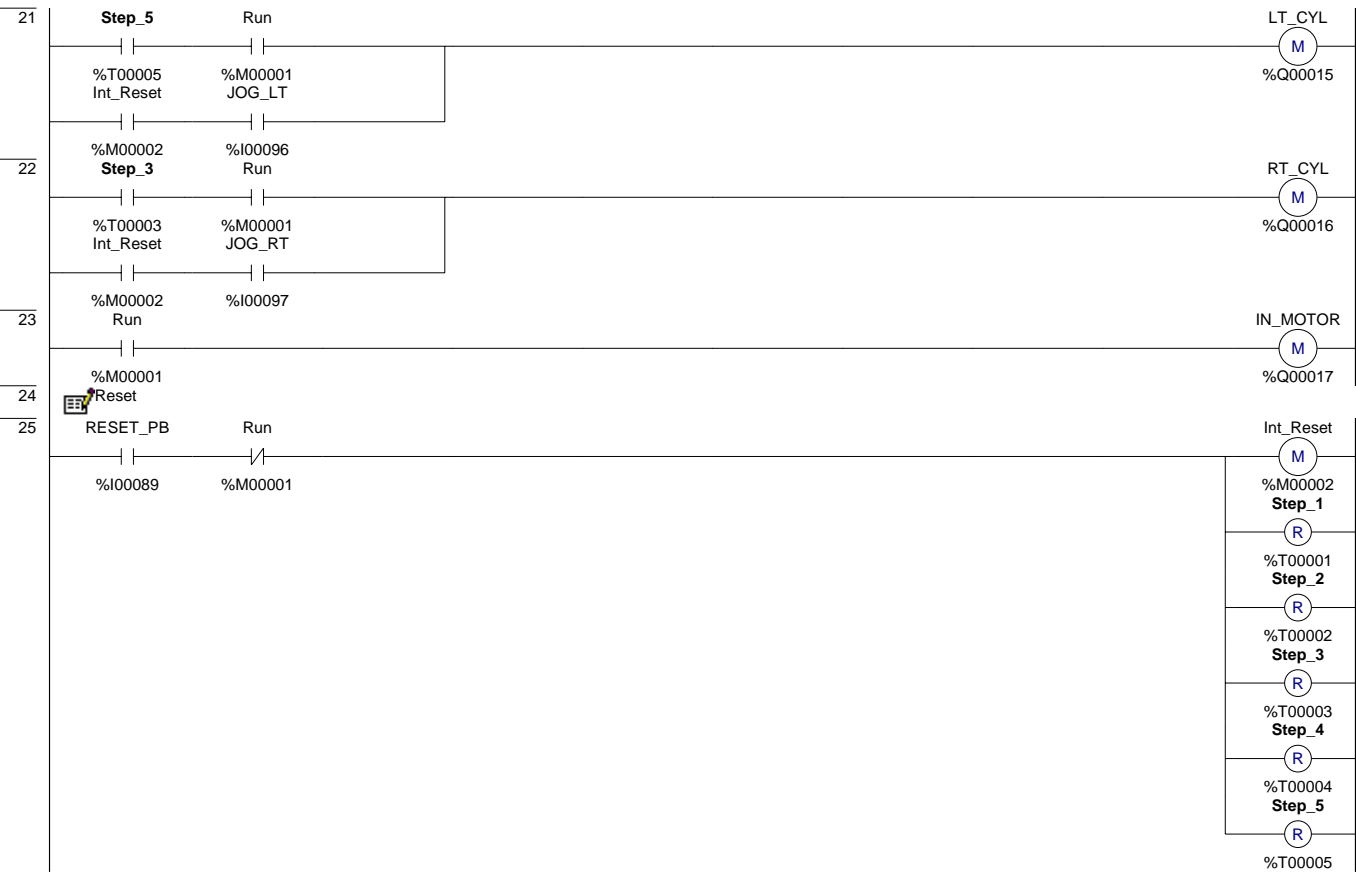 21 Step_5 Run LT_CYL
M
%T00005 %M00001 %Q00015
Int_Reset JOG_LT
%M00002 %I00096
22 Step_3 Run RT_CYL
M
%T00003 %M00001 %Q00016
Int_Reset JOG_RT
%M00002 %I00097
23 Run IN_MOTOR
M
%M00001 %Q00017
24 Reset
25 RESET_PB Run Int_Reset
M
%I00089 %M00001 %M00002
Step_1
R
%T00001
Step_2
R
%T00002
Step_3
R
%T00003
Step_4
R
%T00004
Step_5
R
%T00005